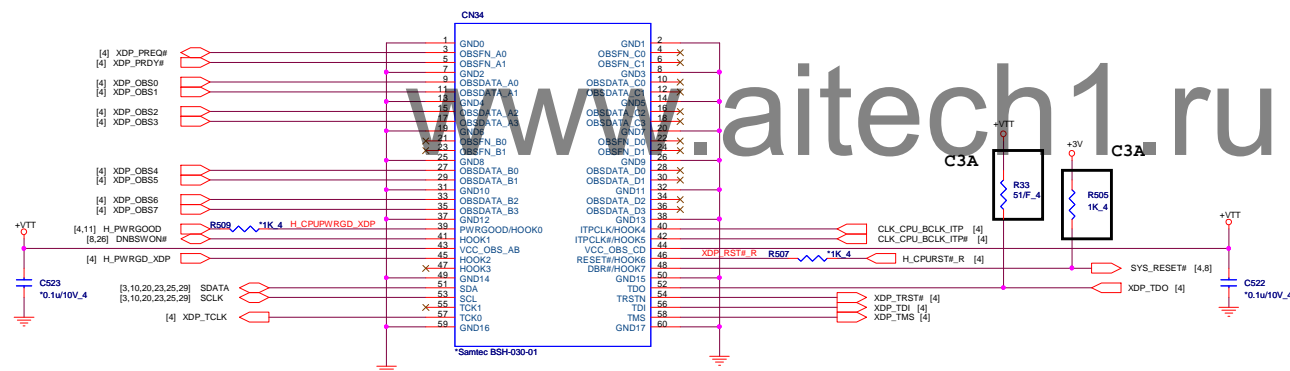 CN34
1 GND0 GND1 2
[4] XDP_PREQ# 3 OBSFN_A0 OBSFN_C0 4
[4] XDP_PRDY# 5 OBSFN_A1 OBSFN_C1 6
7 GND2 GND3 8
[4] XDP_OBS0 9 OBSDATA_A0 OBSDATA_C0 10
[4] XDP_OBS1 11 OBSDATA_A1 OBSDATA_C1 12
13 GND4 GND5 14
[4] XDP_OBS2 15 OBSDATA_A2 OBSDATA_C2 16
[4] XDP_OBS3 17 OBSDATA_A3 OBSDATA_C3 18
19 GND6 GND7 20
21 OBSFN_B0 OBSFN_D0 22
23 OBSFN_B1 OBSFN_D1 24
25 GND8 GND9 26
[4] XDP_OBS4 27 OBSDATA_B0 OBSDATA_D0 28
[4] XDP_OBS5 29 OBSDATA_B1 OBSDATA_D1 30
31 GND10 GND11 32
[4] XDP_OBS6 33 OBSDATA_B2 OBSDATA_D2 34
[4] XDP_OBS7 35 OBSDATA_B3 OBSDATA_D3 36
37 GND12 GND13 38
[4,11] H_PWRGOOD R509 *1K_4 H_CPUPWRGD_XDP 39 PWRGOOD/HOOK0 ITPCLK/HOOK4 40 CLK_CPU_BCLK_ITP [4]
[8,26] DNBSWON# 41 HOOK1 ITPCLK#/HOOK5 42 CLK_CPU_BCLK_ITP# [4]
43 VCC_OBS_AB VCC_OBS_CD 44
[4] H_PWRGD_XDP 45 HOOK2 RESET#/HOOK6 46 XDP_RST#_R R507 *1K_4 H_CPURST#_R [4]
47 HOOK3 DBR#/HOOK7 48 SYS_RESET# [4,8]
49 GND14 GND15 50
[3,10,20,23,25,29] SDATA 51 SDA TDO 52 XDP_TDO [4]
[3,10,20,23,25,29] SCLK 53 SCL TRSTN 54 XDP_TRST# [4]
55 TCK1 TDI 56 XDP_TDI [4]
[4] XDP_TCLK 57 TCK0 TMS 58 XDP_TMS [4]
59 GND16 GND17 60
*Samtec BSH-030-01
+VTT
C523
*0.1u/10V_4
+VTT
C3A
R33
51/F_4
+3V
C3A
R505
1K_4
+VTT
C522
*0.1u/10V_4
www.aitech1.ru